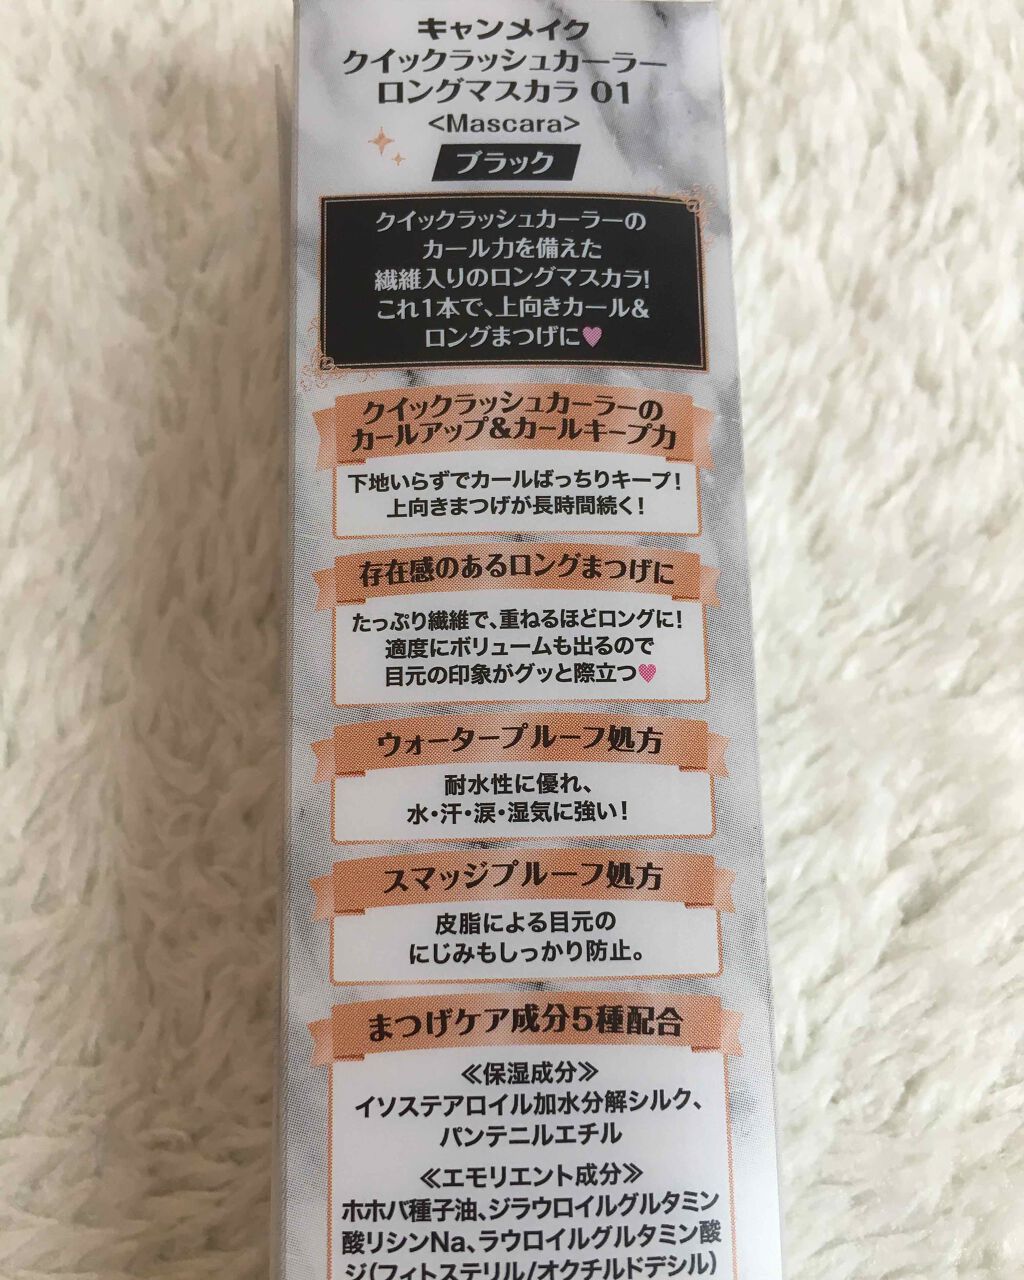 キャンメイク
クイックラッシュカーラー
ロングマスカラ 01
<Mascara>
ブラック
クイックラッシュカーラーの
カール力を備えた
繊維入りのロングマスカラ!
これ1本で、上向きカール&
ロングまつげに♥
クイックラッシュカーラーの
カールアップ&カールキープ力
下地いらずでカールばっちりキープ!
上向きまつげが長時間続く!
存在感のあるロングまつげに
たっぷり繊維で、重ねるほどロングに!
適度にボリュームも出るので
目元の印象がグッと際立つ♥
ウォータープルーフ処方
耐水性に優れ、
水・汗・涙・湿気に強い!
スマッジプルーフ処方
皮脂による目元の
にじみもしっかり防止。
まつげケア成分5種配合
≪保湿成分≫
イソステアロイル加水分解シルク、
パンテニルエチル
≪エモリエント成分≫
ホホバ種子油、ジラウロイルグルタミン
酸リシンNa、ラウロイルグルタミン酸
ジ(フィトステリル/オクチルドデシル)